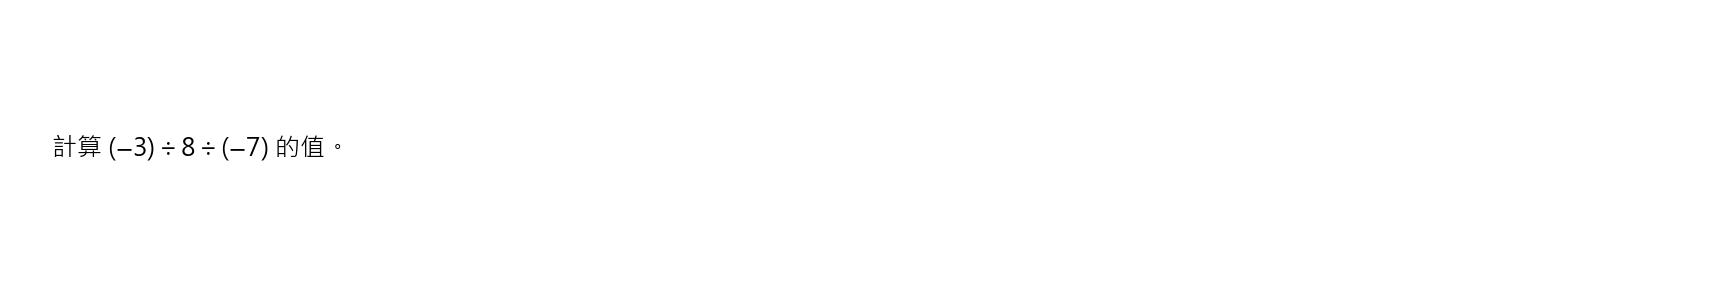 計算 (−3) ÷ 8 ÷ (−7) 的值。